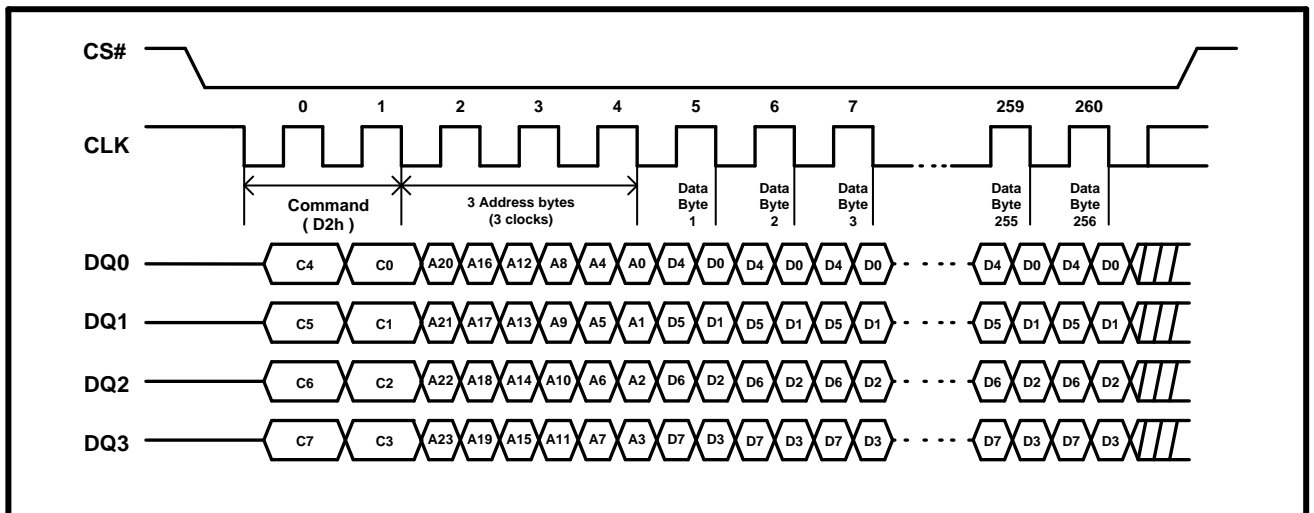 CS#
0 1 2 3 4 5 6 7 259 260
CLK
Command
( D2h )
3 Address bytes
(3 clocks)
Data
Byte
1
Data
Byte
2
Data
Byte
3
Data
Byte
255
Data
Byte
256
DQ0 C4 C0 A20 A16 A12 A8 A4 A0 D4 D0 D4 D0 D4 D0 D4 D0 D4 D0
DQ1 C5 C1 A21 A17 A13 A9 A5 A1 D5 D1 D5 D1 D5 D1 D5 D1 D5 D1
DQ2 C6 C2 A22 A18 A14 A10 A6 A2 D6 D2 D6 D2 D6 D2 D6 D2 D6 D2
DQ3 C7 C3 A23 A19 A15 A11 A7 A3 D7 D3 D7 D3 D7 D3 D7 D3 D7 D3